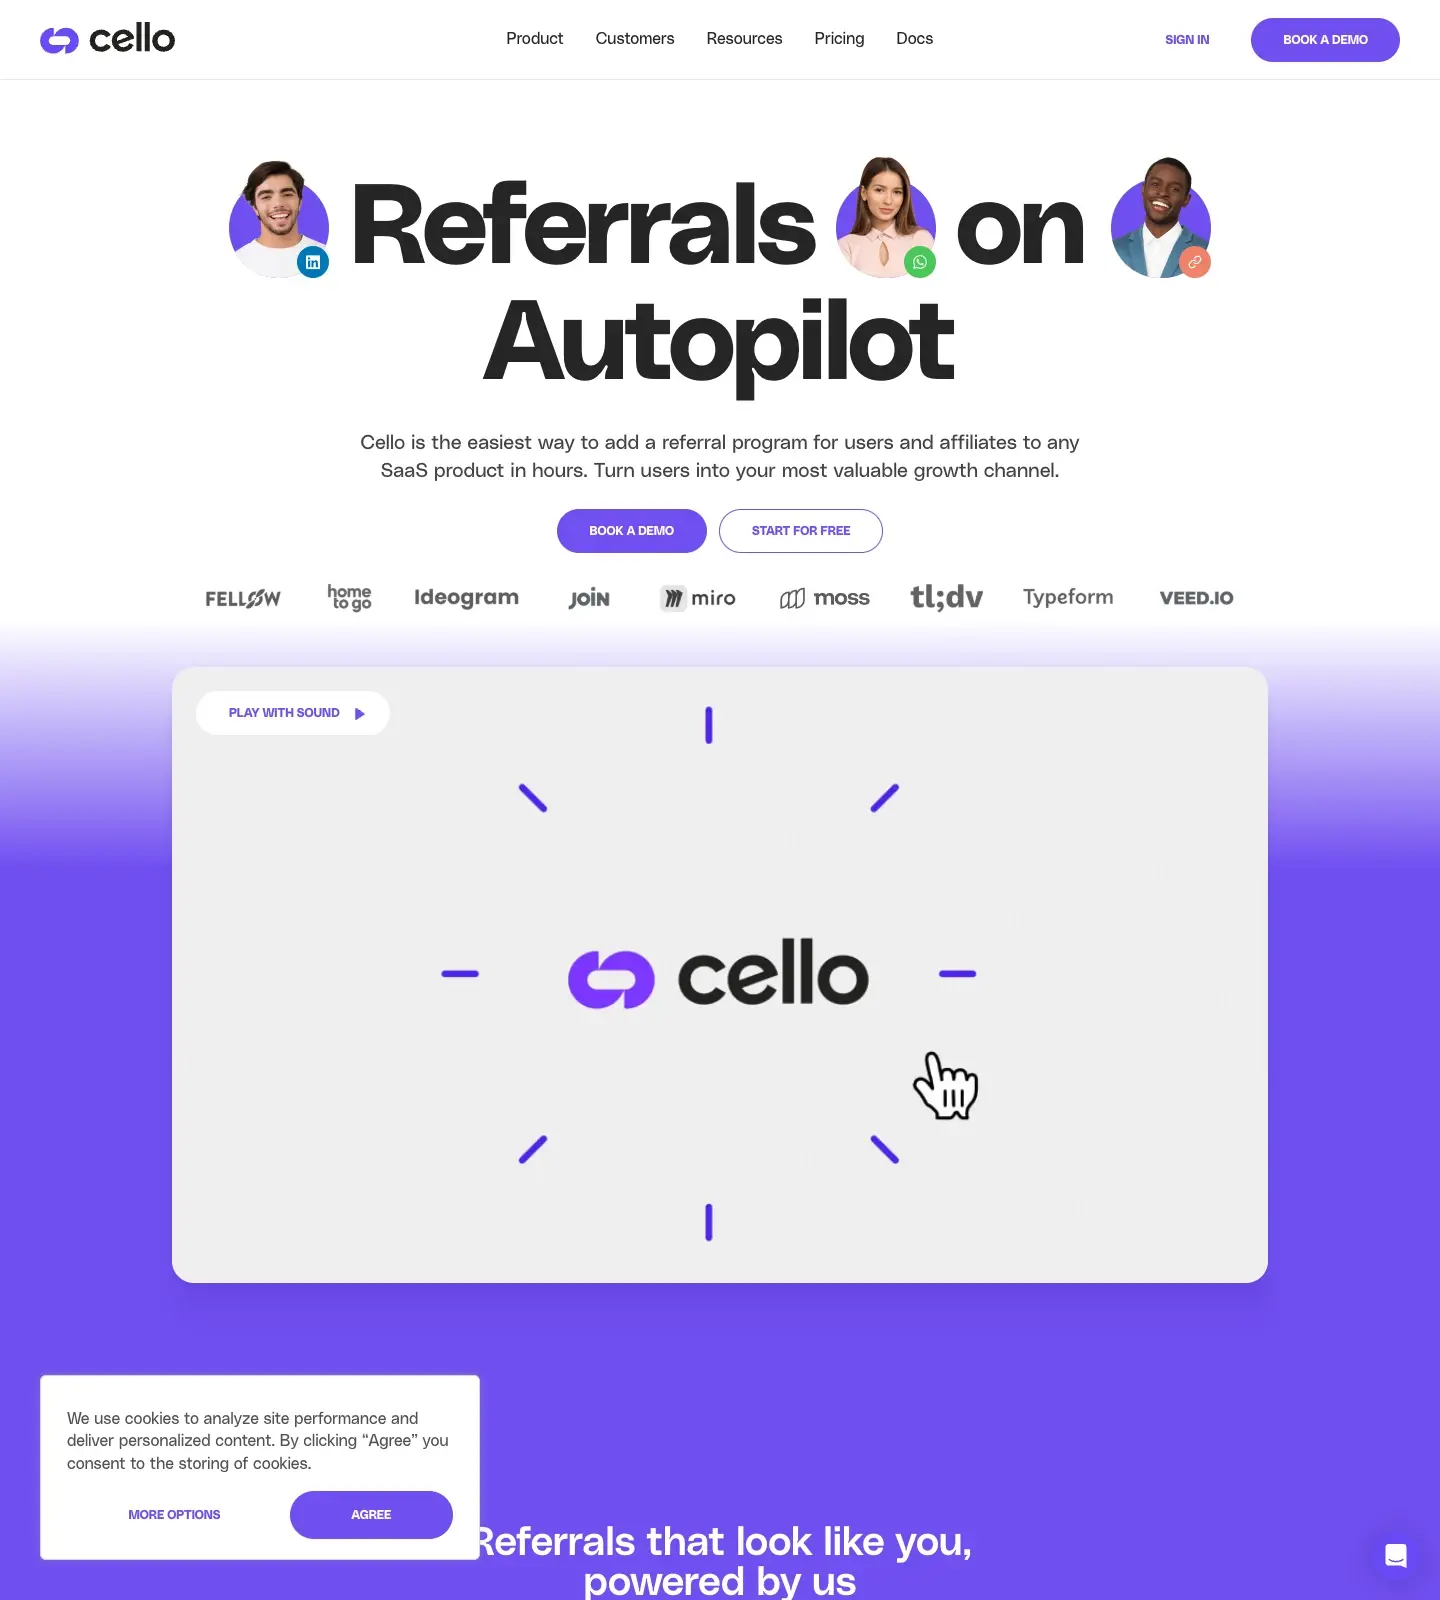 cello
Product
Customers
Resources
Pricing
Docs
SIGN IN
BOOK A DEMO
Referrals on
Autopilot
Cello is the easiest way to add a referral program for users and affiliates to any
SaaS product in hours. Turn users into your most valuable growth channel.
BOOK A DEMO
START FOR FREE
FELLOW
home
to go
Ideogram
JOIN
miro
moss
tl;dv
Typeform
VEED.IO
PLAY WITH SOUND
cello
We use cookies to analyze site performance and
deliver personalized content. By clicking “Agree” you
consent to the storing of cookies.
MORE OPTIONS
AGREE
Referrals that look like you,
powered by us